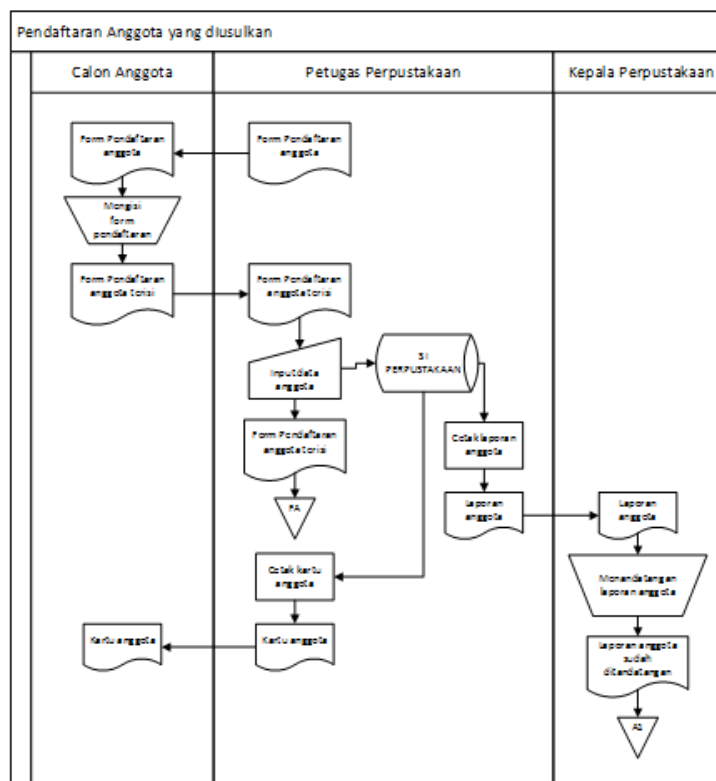 Pendaftaran Anggota yang diusulkan
Calon Anggota
Petugas Perpustakaan
Kepala Perpustakaan
Form Pendaftaran
anggota
Form Pendaftaran
anggota
Mengisi
form
pendaftaran
Form Pendaftaran
anggota terisi
Form Pendaftaran
anggota terisi
Input data
anggota
SI
PERPUSTAKAAN
Form Pendaftaran
anggota terisi
Cetak laporan
anggota
PA
Laporan
anggota
Laporan
anggota
Cetak kartu
anggota
Menandatangan
laporan anggota
Kartu anggota
Kartu anggota
Laporan anggota
sudah
ditandatangan